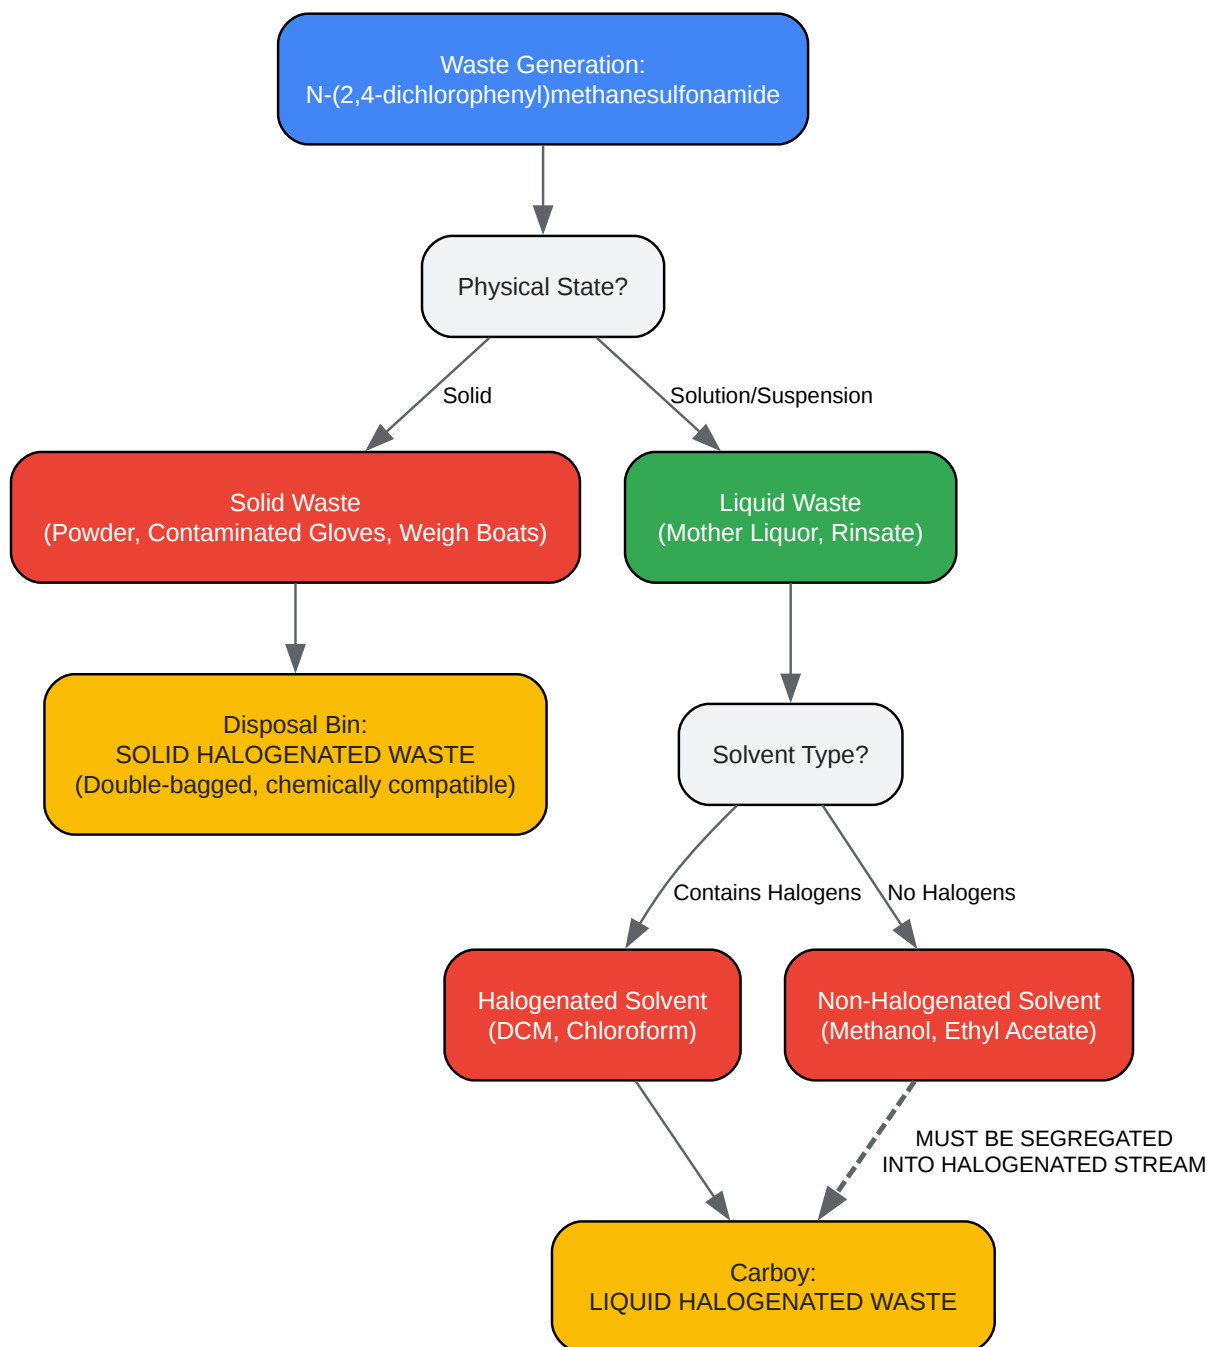 Waste Generation:
N-(2,4-dichlorophenyl)methanesulfonamide
Physical State?
Solid
Solution/Suspension
Solid Waste
(Powder, Contaminated Gloves, Weigh Boats)
Liquid Waste
(Mother Liquor, Rinsate)
Disposal Bin:
SOLID HALOGENATED WASTE
(Double-bagged, chemically compatible)
Solvent Type?
Contains Halogens
No Halogens
Halogenated Solvent
(DCM, Chloroform)
Non-Halogenated Solvent
(Methanol, Ethyl Acetate)
MUST BE SEGREGATED
INTO HALOGENATED STREAM
Carboy:
LIQUID HALOGENATED WASTE